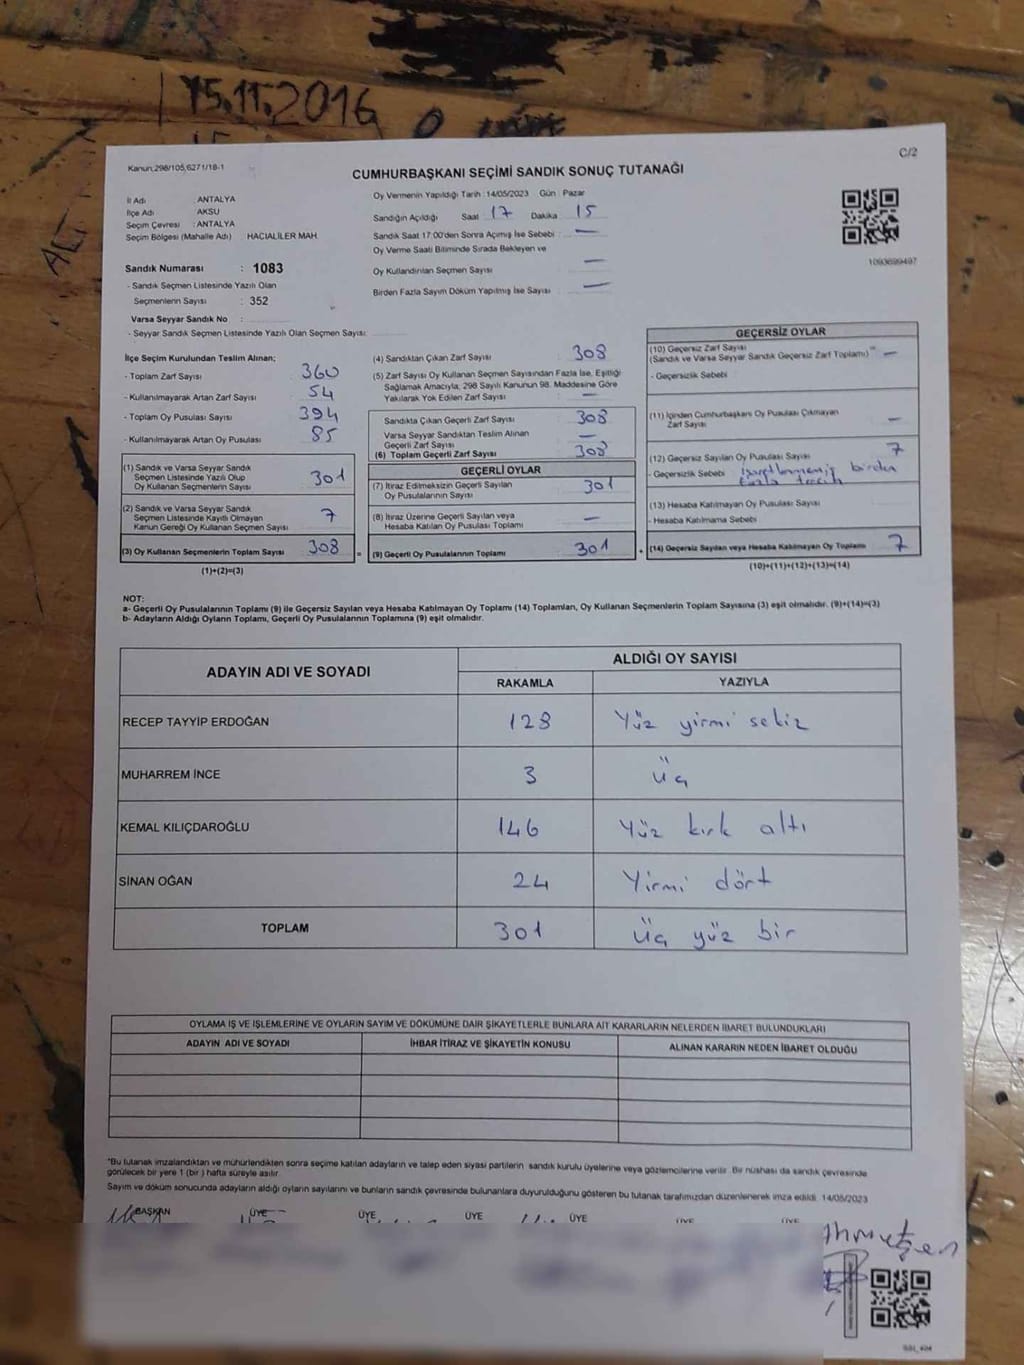 15.11.2016
Kanun:298/105,6271/18-1
C/2
CUMHURBAŞKANI SEÇİMİ SANDIK SONUÇ TUTANAĞI
İl Adı : ANTALYA
İlçe Adı : AKSU
Seçim Çevresi : ANTALYA
Seçim Bölgesi (Mahalle Adı) HACIALİLER MAH.
Sandık Numarası : 1083
- Sandık Seçmen Listesinde Yazılı Olan
Seçmenlerin Sayısı : 352
Varsa Seyyar Sandık No :
- Seyyar Sandık Seçmen Listesinde Yazılı Olan Seçmen Sayısı:
Oy Vermenin Yapıldığı Tarih :14/05/2023 Gün : Pazar
Sandığın Açıldığı Saat 17 Dakika 15
Sandık Saat 17:00'den Sonra Açılmış İse Sebebi : —
Oy Verme Saati Bitiminde Sırada Bekleyen ve
Oy Kullandırılan Seçmen Sayısı —
Birden Fazla Sayım Döküm Yapılmış İse Sayısı —
1093699497
İlçe Seçim Kurulundan Teslim Alınan;
- Toplam Zarf Sayısı 360
- Kullanılmayarak Artan Zarf Sayısı 54
- Toplam Oy Pusulası Sayısı 394
- Kullanılmayarak Artan Oy Pusulası 85
(1) Sandık ve Varsa Seyyar Sandık
Seçmen Listesinde Yazılı Olup
Oy Kullanan Seçmenlerin Sayısı 301
(2) Sandık ve Varsa Seyyar Sandık
Seçmen Listesinde Kayıtlı Olmayan
Kanun Gereği Oy Kullanan Seçmen Sayısı 7
(3) Oy Kullanan Seçmenlerin Toplam Sayısı 308 =
(1)+(2)=(3)
(4) Sandıktan Çıkan Zarf Sayısı 308
(5) Zarf Sayısı Oy Kullanan Seçmen Sayısından Fazla İse, Eşitliği
Sağlamak Amacıyla; 298 Sayılı Kanunun 98. Maddesine Göre
Yakılarak Yok Edilen Zarf Sayısı —
Sandıkta Çıkan Geçerli Zarf Sayısı 308
Varsa Seyyar Sandıktan Teslim Alınan
Geçerli Zarf Sayısı —
(6) Toplam Geçerli Zarf Sayısı 308
GEÇERLİ OYLAR
(7) İtiraz Edilmeksizin Geçerli Sayılan
Oy Pusulalarının Sayısı 301
(8) İtiraz Üzerine Geçerli Sayılan veya
Hesaba Katılan Oy Pusulası Toplamı —
(9) Geçerli Oy Pusulalarının Toplamı 301 +
GEÇERSİZ OYLAR
(10) Geçersiz Zarf Sayısı
(Sandık ve Varsa Seyyar Sandık Geçersiz Zarf Toplamı) —
- Geçersizlik Sebebi :
(11) İçinden Cumhurbaşkanı Oy Pusulası Çıkmayan
Zarf Sayısı —
(12) Geçersiz Sayılan Oy Pusulası Sayısı 7
- Geçersizlik Sebebi işaretlenmemiş birden
fazla tercih
(13) Hesaba Katılmayan Oy Pusulası Sayısı
- Hesaba Katılmama Sebebi
(14) Geçersiz Sayılan veya Hesaba Katılmayan Oy Toplamı 7
(10)+(11)+(12)+(13)=(14)
NOT:
a- Geçerli Oy Pusulalarının Toplamı (9) ile Geçersiz Sayılan veya Hesaba Katılmayan Oy Toplamı (14) Toplamları, Oy Kullanan Seçmenlerin Toplam Sayısına (3) eşit olmalıdır. (9)+(14)=(3)
b- Adayların Aldığı Oyların Toplamı, Geçerli Oy Pusulalarının Toplamına (9) eşit olmalıdır.
ADAYIN ADI VE SOYADI ALDIĞI OY SAYISI
RAKAMLA YAZIYLA
RECEP TAYYİP ERDOĞAN 128 Yüz yirmi sekiz
MUHARREM İNCE 3 üç
KEMAL KILIÇDAROĞLU 146 Yüz kırk altı
SİNAN OĞAN 24 Yirmi dört
TOPLAM 301 üç yüz bir
OYLAMA İŞ VE İŞLEMLERİNE VE OYLARIN SAYIM VE DÖKÜMÜNE DAİR ŞİKAYETLERLE BUNLARA AİT KARARLARIN NELERDEN İBARET BULUNDUKLARI
ADAYIN ADI VE SOYADI İHBAR İTİRAZ VE ŞİKAYETİN KONUSU ALINAN KARARIN NEDEN İBARET OLDUĞU
*Bu tutanak imzalandıktan ve mühürlendikten sonra seçime katılan adayların ve talep eden siyasi partilerin sandık kurulu üyelerine veya gözlemcilerine verilir. Bir nüshası da sandık çevresinde
görülecek bir yere 1 (bir ) hafta süreyle asılır.
Sayım ve döküm sonucunda adayların aldığı oyların sayılarını ve bunların sandık çevresinde bulunanlara duyurulduğunu gösteren bu tutanak tarafımızdan düzenlenerek imza edildi. 14/05/2023
BAŞKAN ÜYE ÜYE ÜYE ÜYE ÜYE ÜYE